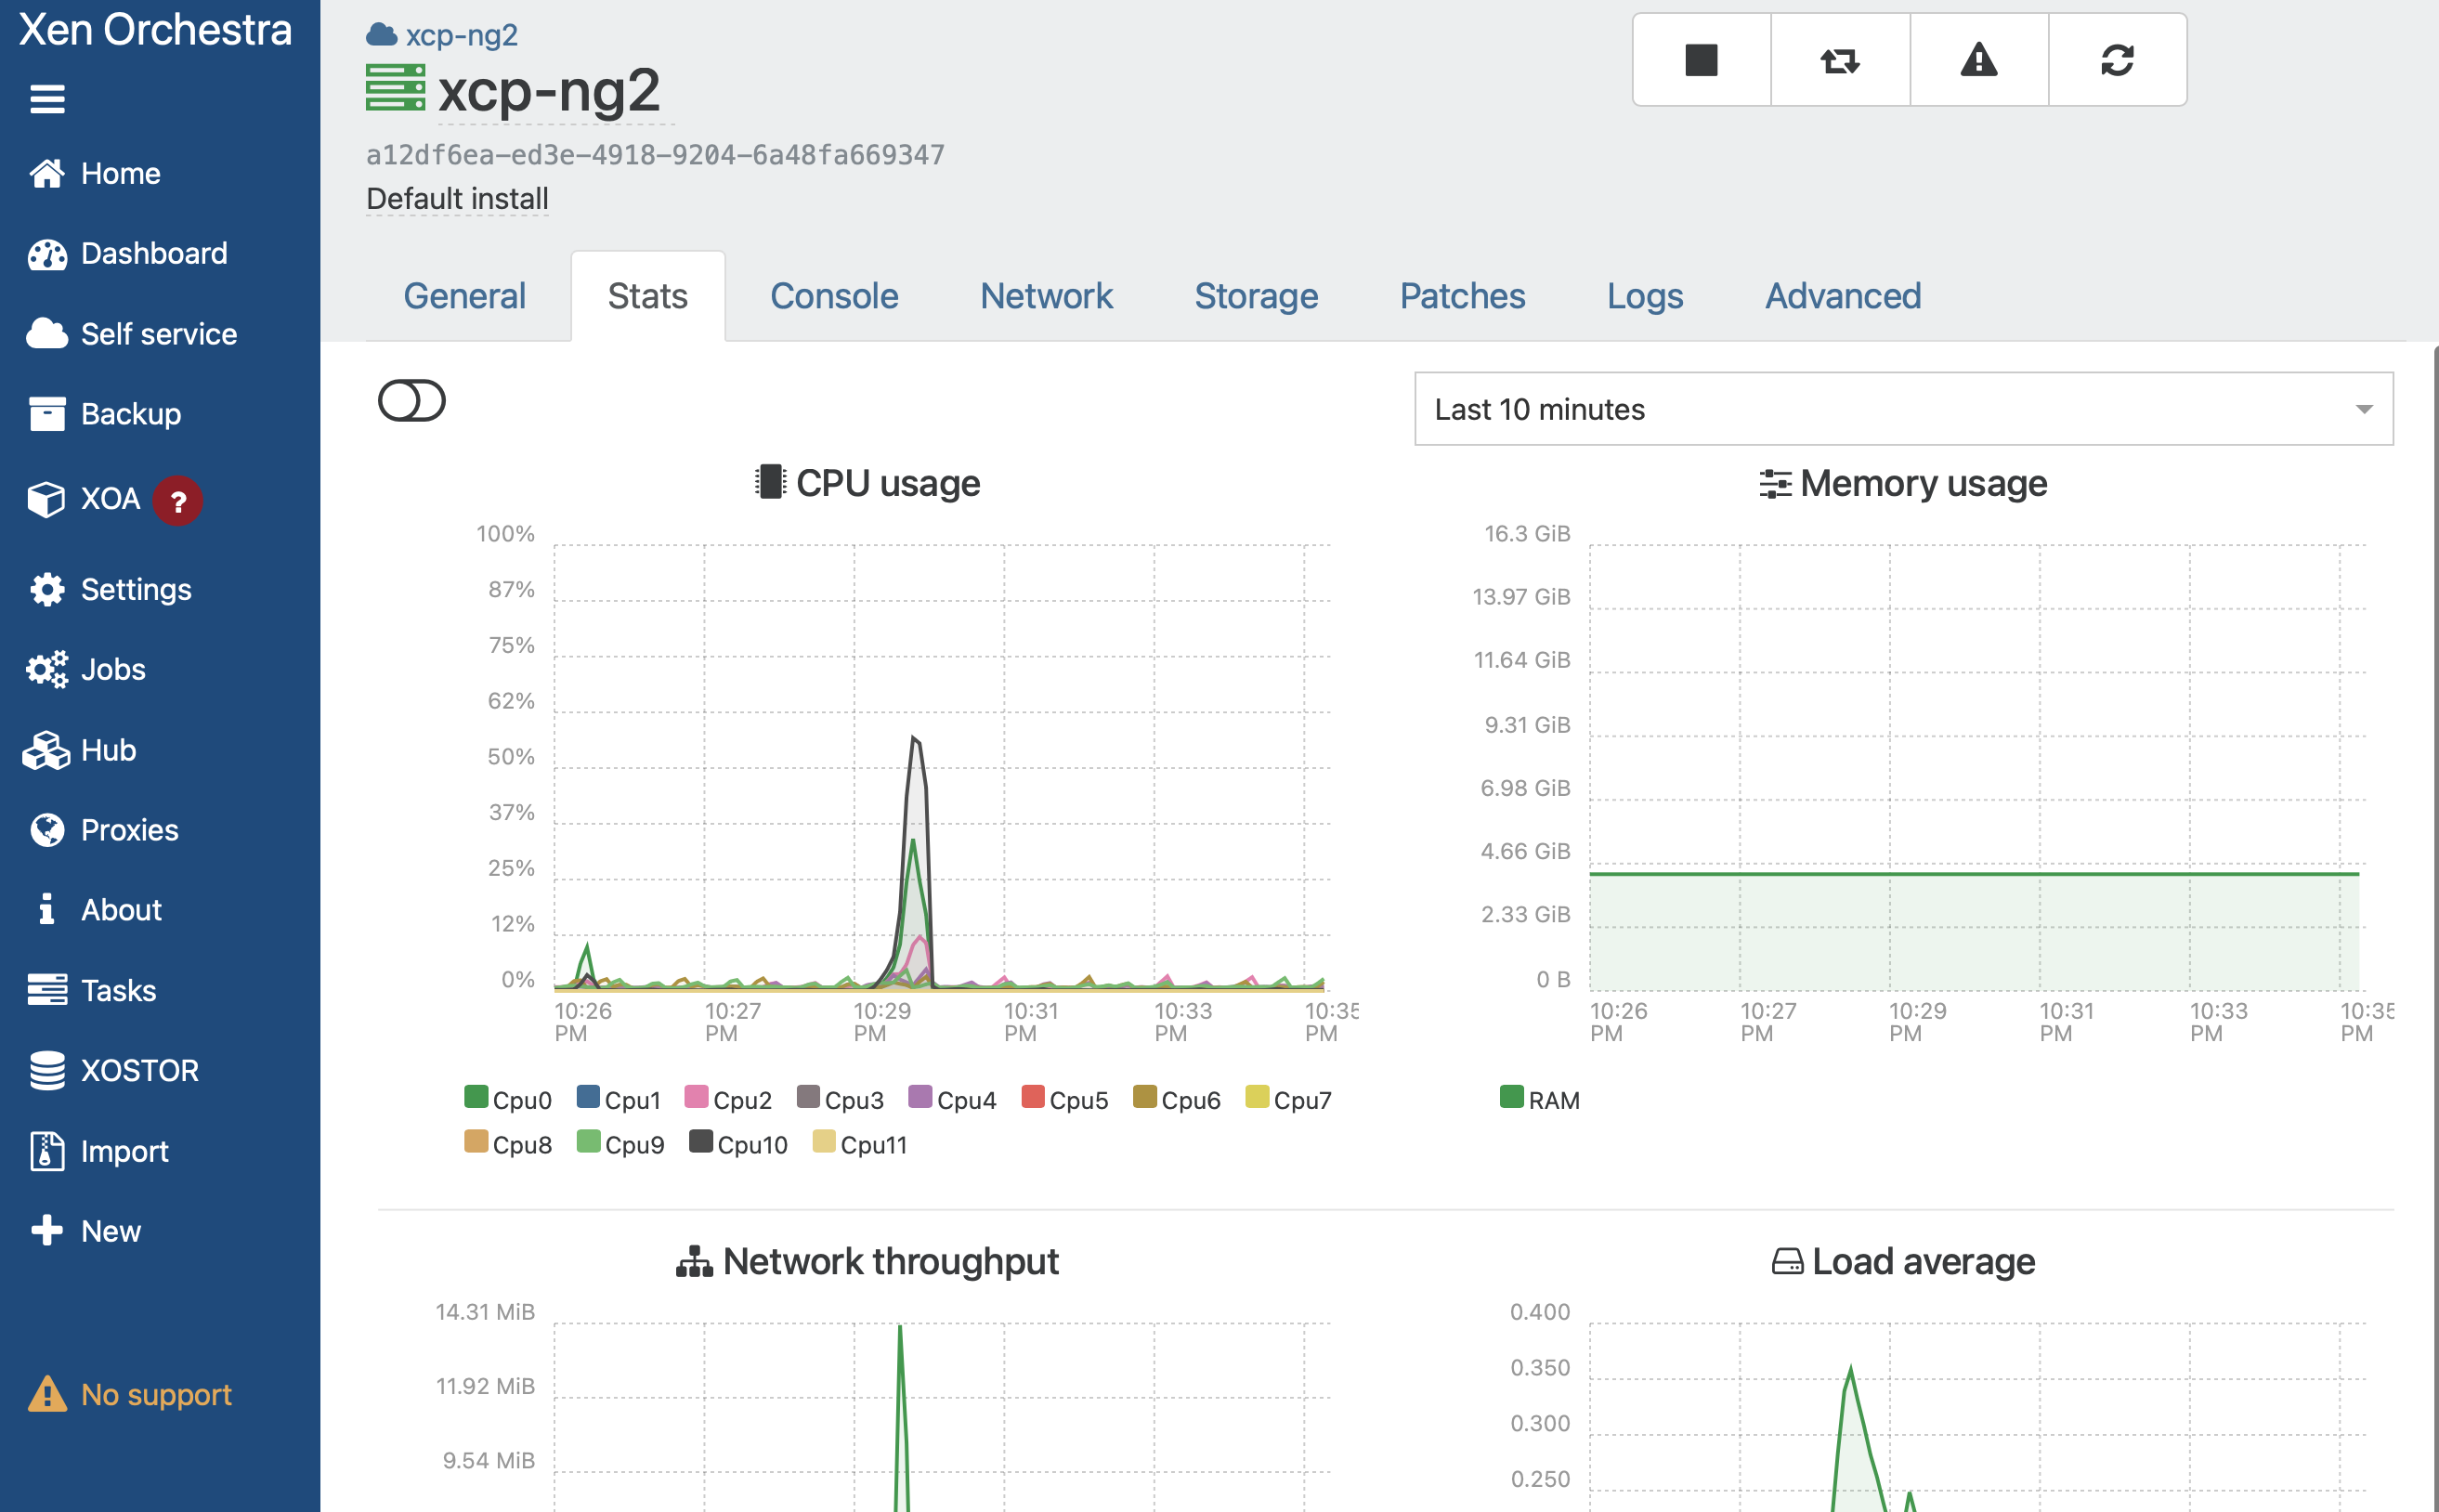 Xen Orchestra
Home
Dashboard
Self service
Backup
XOA ?
Settings
Jobs
Hub
Proxies
About
Tasks
XOSTOR
Import
New
No support
xcp-ng2
xcp-ng2
a12df6ea-ed3e-4918-9204-6a48fa669347
Default install
General Stats Console Network Storage Patches Logs Advanced
Last 10 minutes
CPU usage
100%
87%
75%
62%
50%
37%
25%
12%
0%
10:26 PM 10:27 PM 10:29 PM 10:31 PM 10:33 PM 10:35 PM
Cpu0 Cpu1 Cpu2 Cpu3 Cpu4 Cpu5 Cpu6 Cpu7
Cpu8 Cpu9 Cpu10 Cpu11
Memory usage
16.3 GiB
13.97 GiB
11.64 GiB
9.31 GiB
6.98 GiB
4.66 GiB
2.33 GiB
0 B
10:26 PM 10:27 PM 10:29 PM 10:31 PM 10:33 PM 10:35 PM
RAM
Network throughput
14.31 MiB
11.92 MiB
9.54 MiB
Load average
0.400
0.350
0.300
0.250